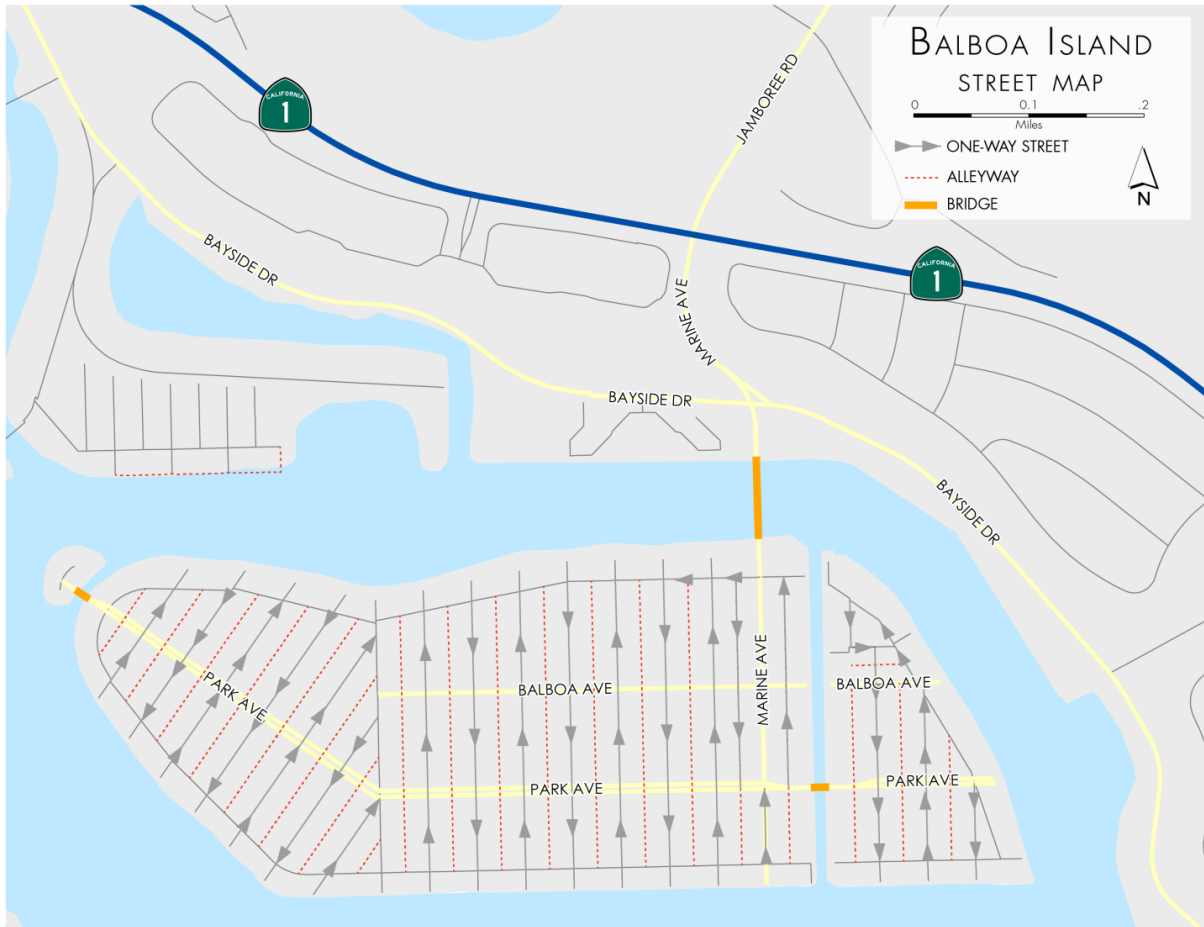 BALBOA ISLAND
STREET MAP
0 0.1 .2
Miles
ONE-WAY STREET
ALLEYWAY
BRIDGE
N
CALIFORNIA
1
JAMBOREE RD
BAYSIDE DR
CALIFORNIA
1
MARINE AVE
BAYSIDE DR
BAYSIDE DR
PARK AVE
BALBOA AVE
MARINE AVE
BALBOA AVE
PARK AVE
PARK AVE